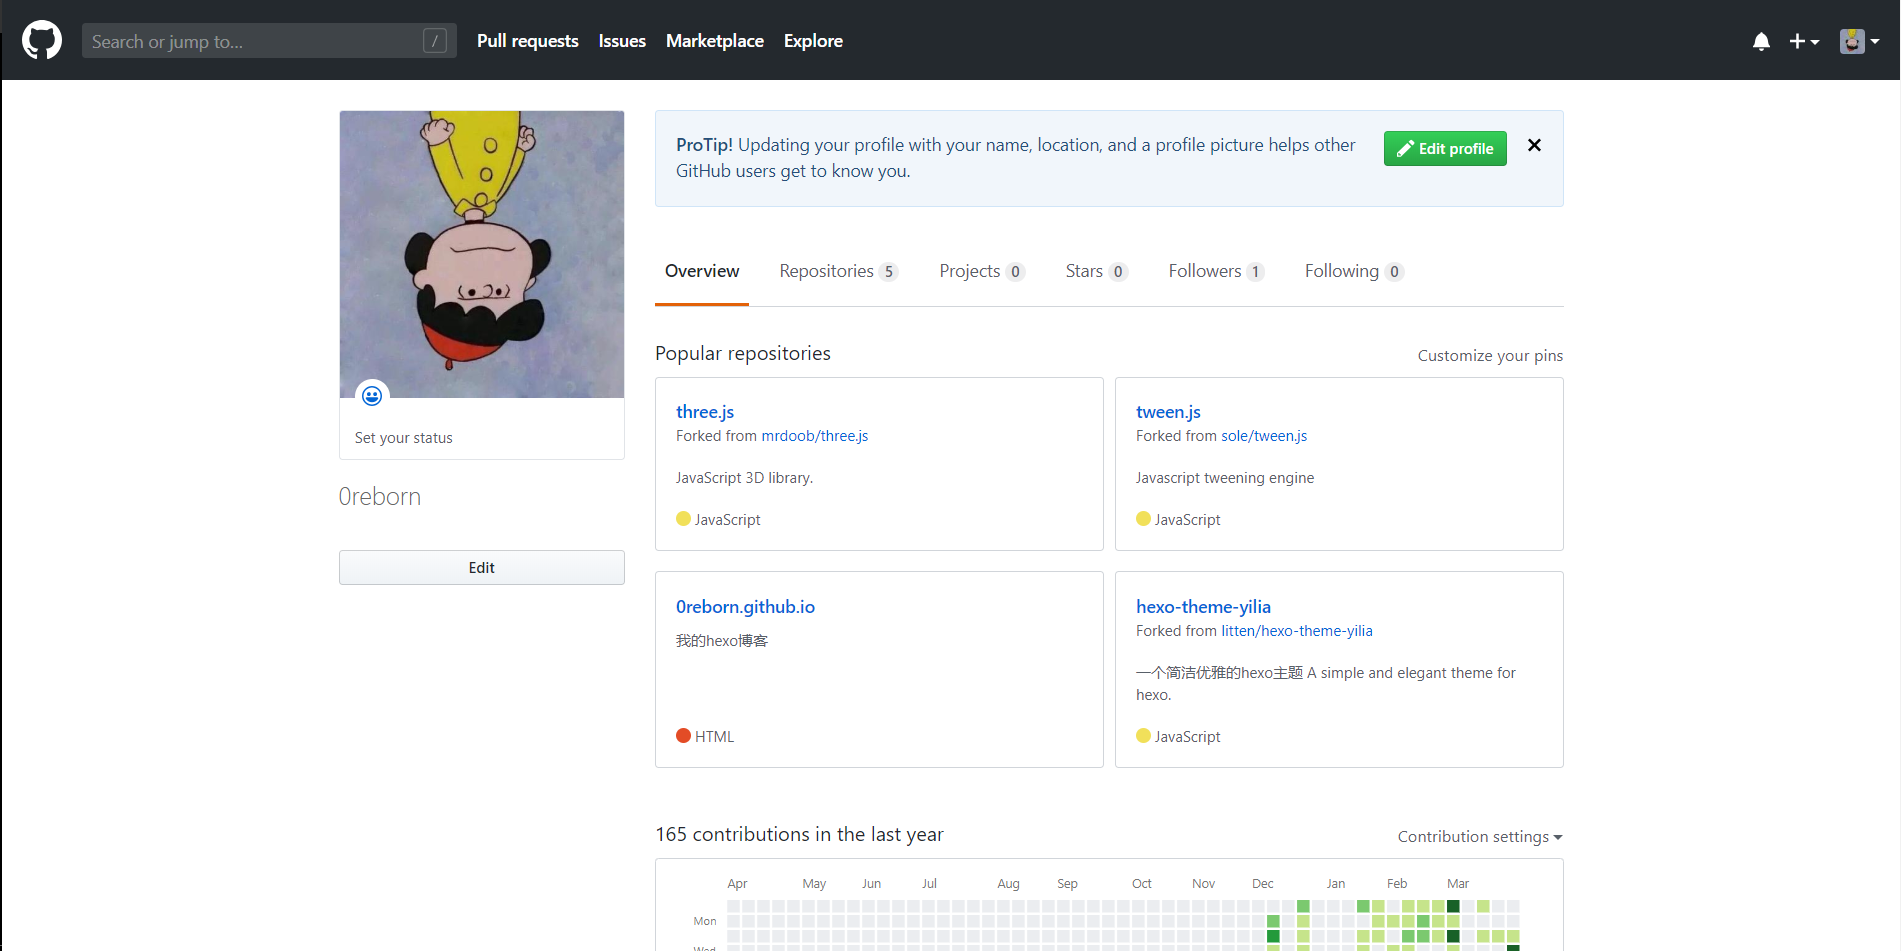 Search or jump to...
/
Pull requests
Issues
Marketplace
Explore
ProTip! Updating your profile with your name, location, and a profile picture helps other
GitHub users get to know you.
Edit profile
Set your status
0reborn
Edit
Overview
Repositories 5
Projects 0
Stars 0
Followers 1
Following 0
Popular repositories
Customize your pins
three.js
Forked from mrdoob/three.js
JavaScript 3D library.
JavaScript
tween.js
Forked from sole/tween.js
Javascript tweening engine
JavaScript
0reborn.github.io
我的hexo博客
HTML
hexo-theme-yilia
Forked from litten/hexo-theme-yilia
一个简洁优雅的hexo主题 A simple and elegant theme for
hexo.
JavaScript
165 contributions in the last year
Contribution settings
Apr May Jun Jul Aug Sep Oct Nov Dec Jan Feb Mar
Mon
Wed